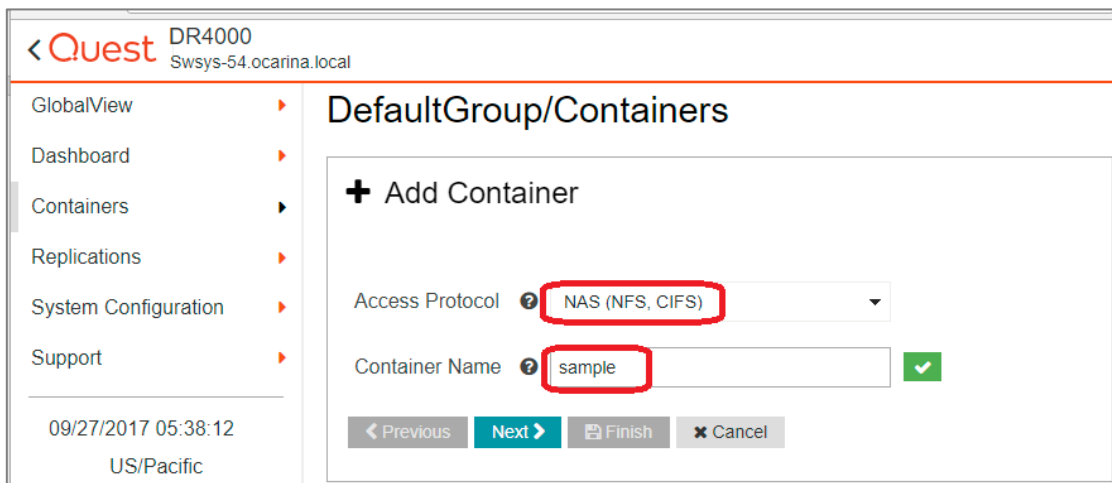 Quest DR4000
Swsys-54.ocarina.local
GlobalView
Dashboard
Containers
Replications
System Configuration
Support
09/27/2017 05:38:12
US/Pacific
DefaultGroup/Containers
Add Container
Access Protocol NAS (NFS, CIFS)
Container Name sample
Previous Next Finish Cancel